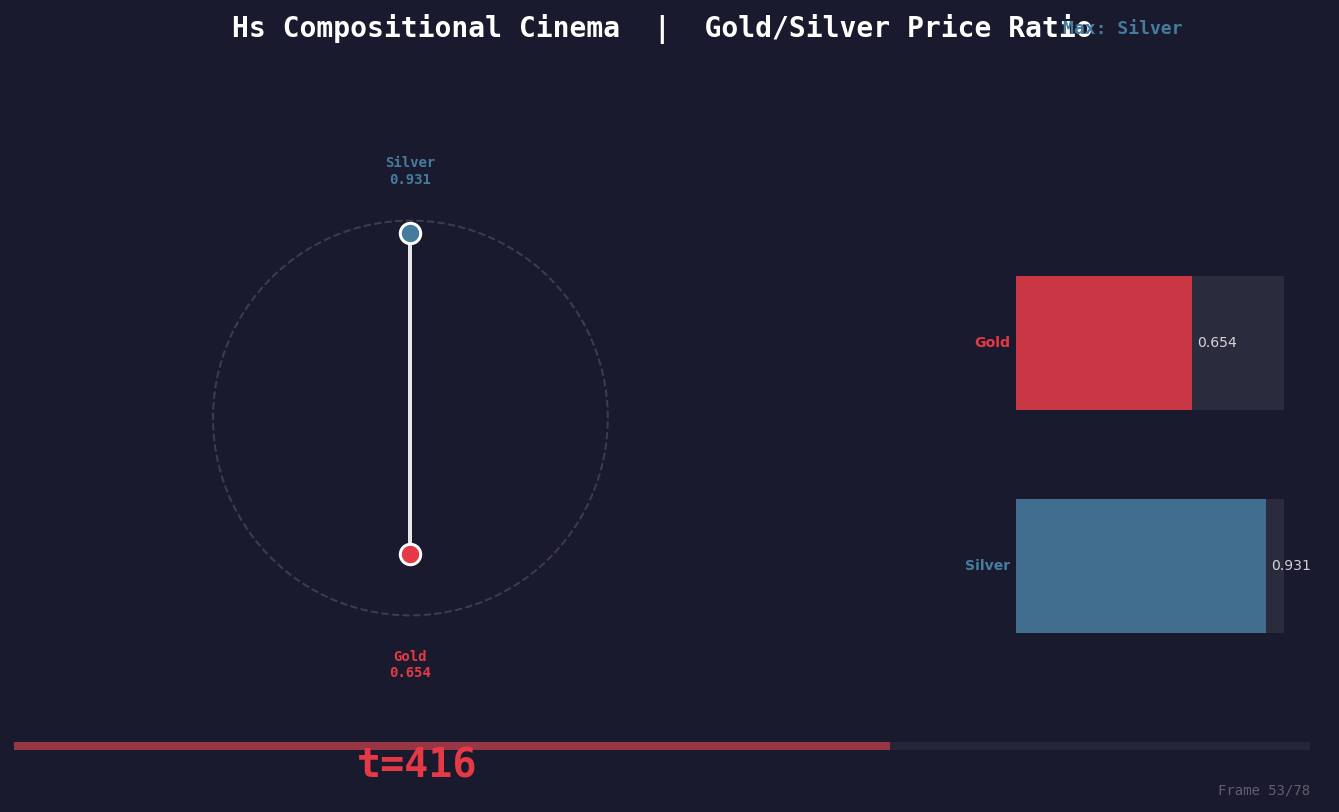 Hs Compositional Cinema | Gold/Silver Price Ratio
Max: Silver
Silver
0.931
Gold
0.654
Silver
0.931
Gold
0.654
t=416
Frame 53/78